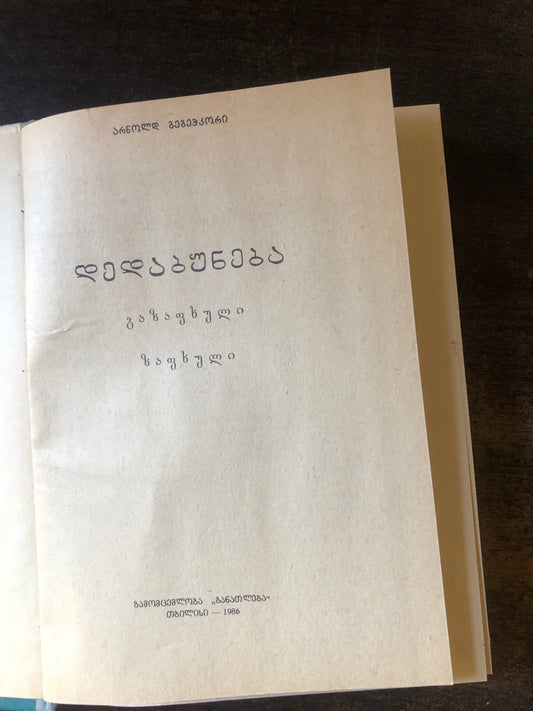 არნოლდ გეგეჭკორი
დედაბუნება
გაზაფხული
ზაფხული
გამომცემლობა „განათლება“
თბილისი — 1986